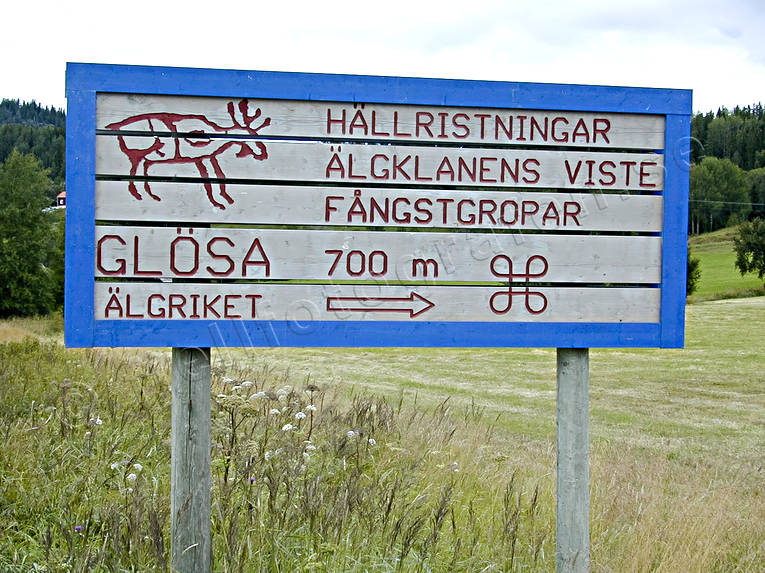 HÄLLRISTNINGAR
ÄLGKLANENS VISTE
FÅNGSTGROPAR
GLÖSA 700 m ⌘
ÄLGRIKET